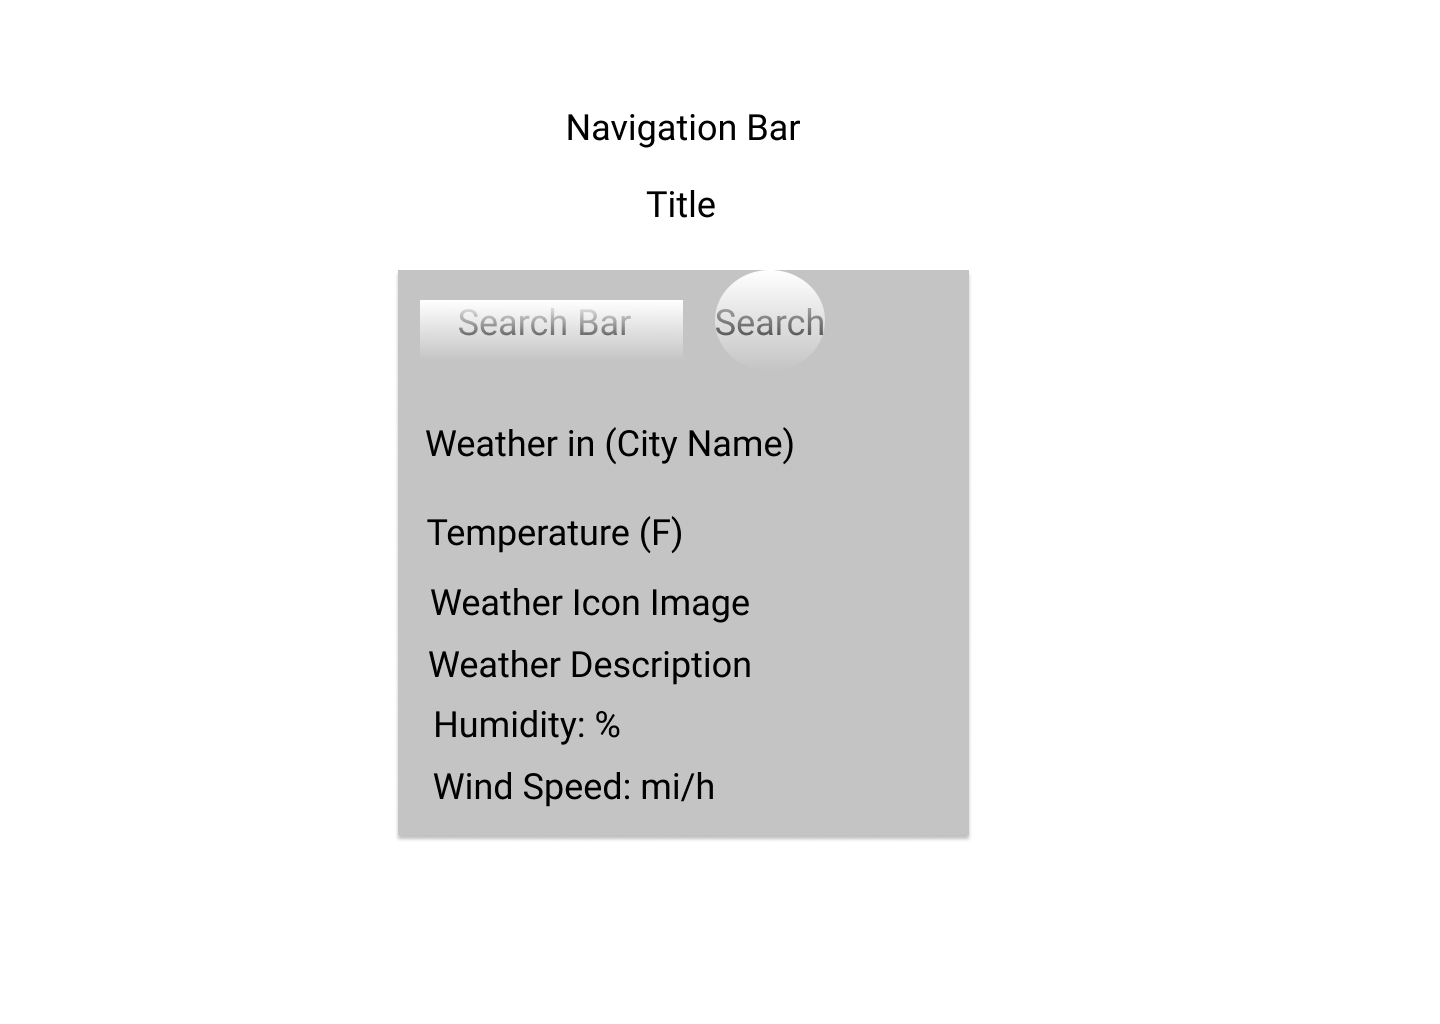 Navigation Bar
Title
Search Bar Search
Weather in (City Name)
Temperature (F)
Weather Icon Image
Weather Description
Humidity: %
Wind Speed: mi/h